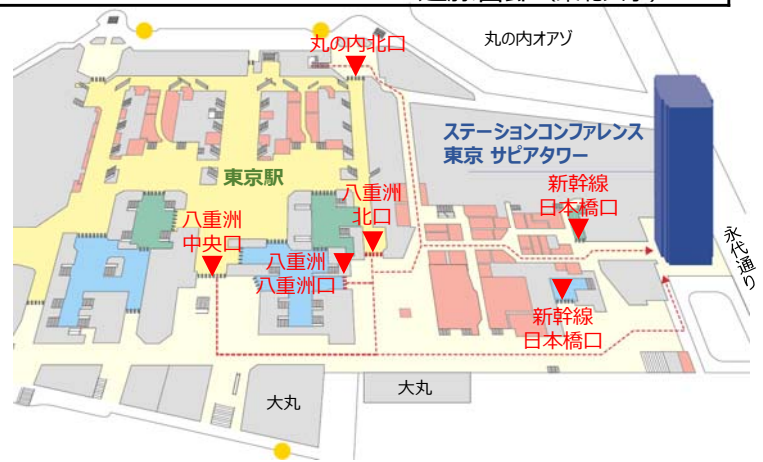 丸の内北口
丸の内オアゾ
ステーションコンファレンス
東京 サピアタワー
東京駅
八重洲
北口
新幹線
日本橋口
八重洲
中央口
八重洲
八重洲口
永代通り
新幹線
日本橋口
大丸
大丸